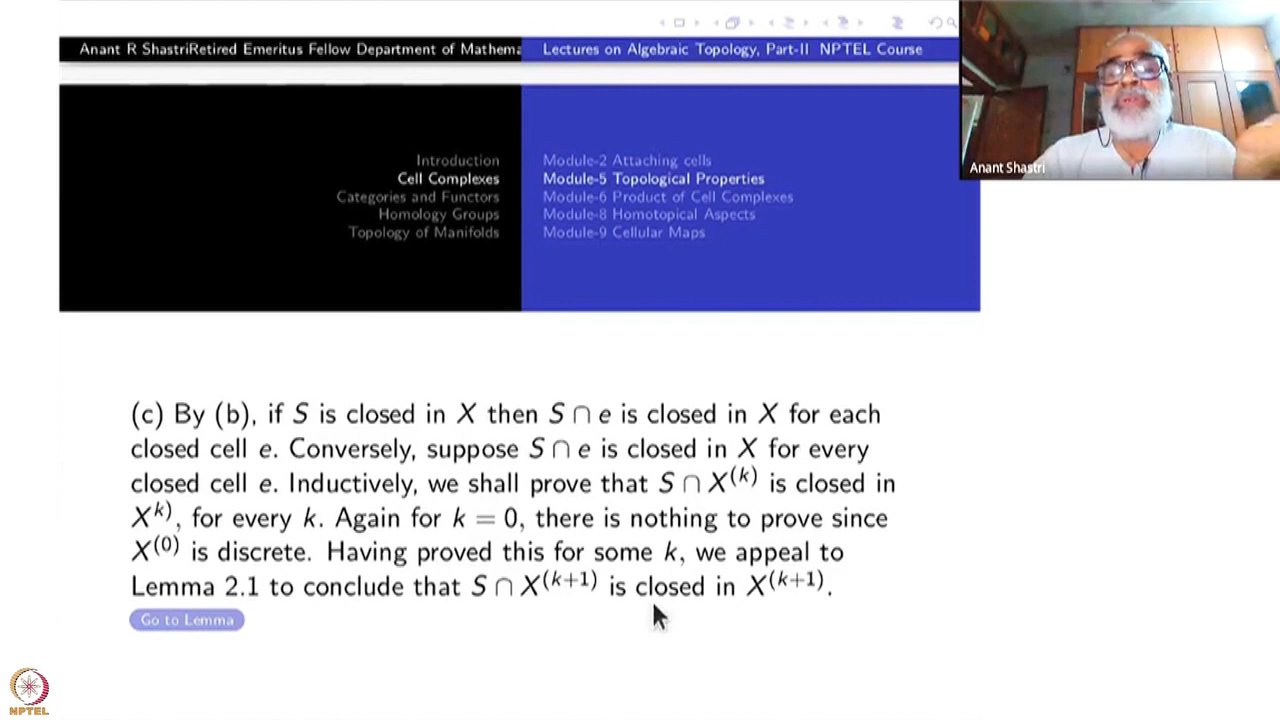 Anant R ShastriRetired Emeritus Fellow Department of Mathema
Lectures on Algebraic Topology, Part-II NPTEL Course
Introduction
Cell Complexes
Categories and Functors
Homology Groups
Topology of Manifolds
Module-2 Attaching cells
Module-5 Topological Properties
Module-6 Product of Cell Complexes
Module-8 Homotopical Aspects
Module-9 Cellular Maps
Anant Shastri
(c) By (b), if S is closed in X then S ∩ e is closed in X for each
closed cell e. Conversely, suppose S ∩ e is closed in X for every
closed cell e. Inductively, we shall prove that S ∩ X^(k) is closed in
X^k), for every k. Again for k = 0, there is nothing to prove since
X^(0) is discrete. Having proved this for some k, we appeal to
Lemma 2.1 to conclude that S ∩ X^(k+1) is closed in X^(k+1).
Go to Lemma
NPTEL